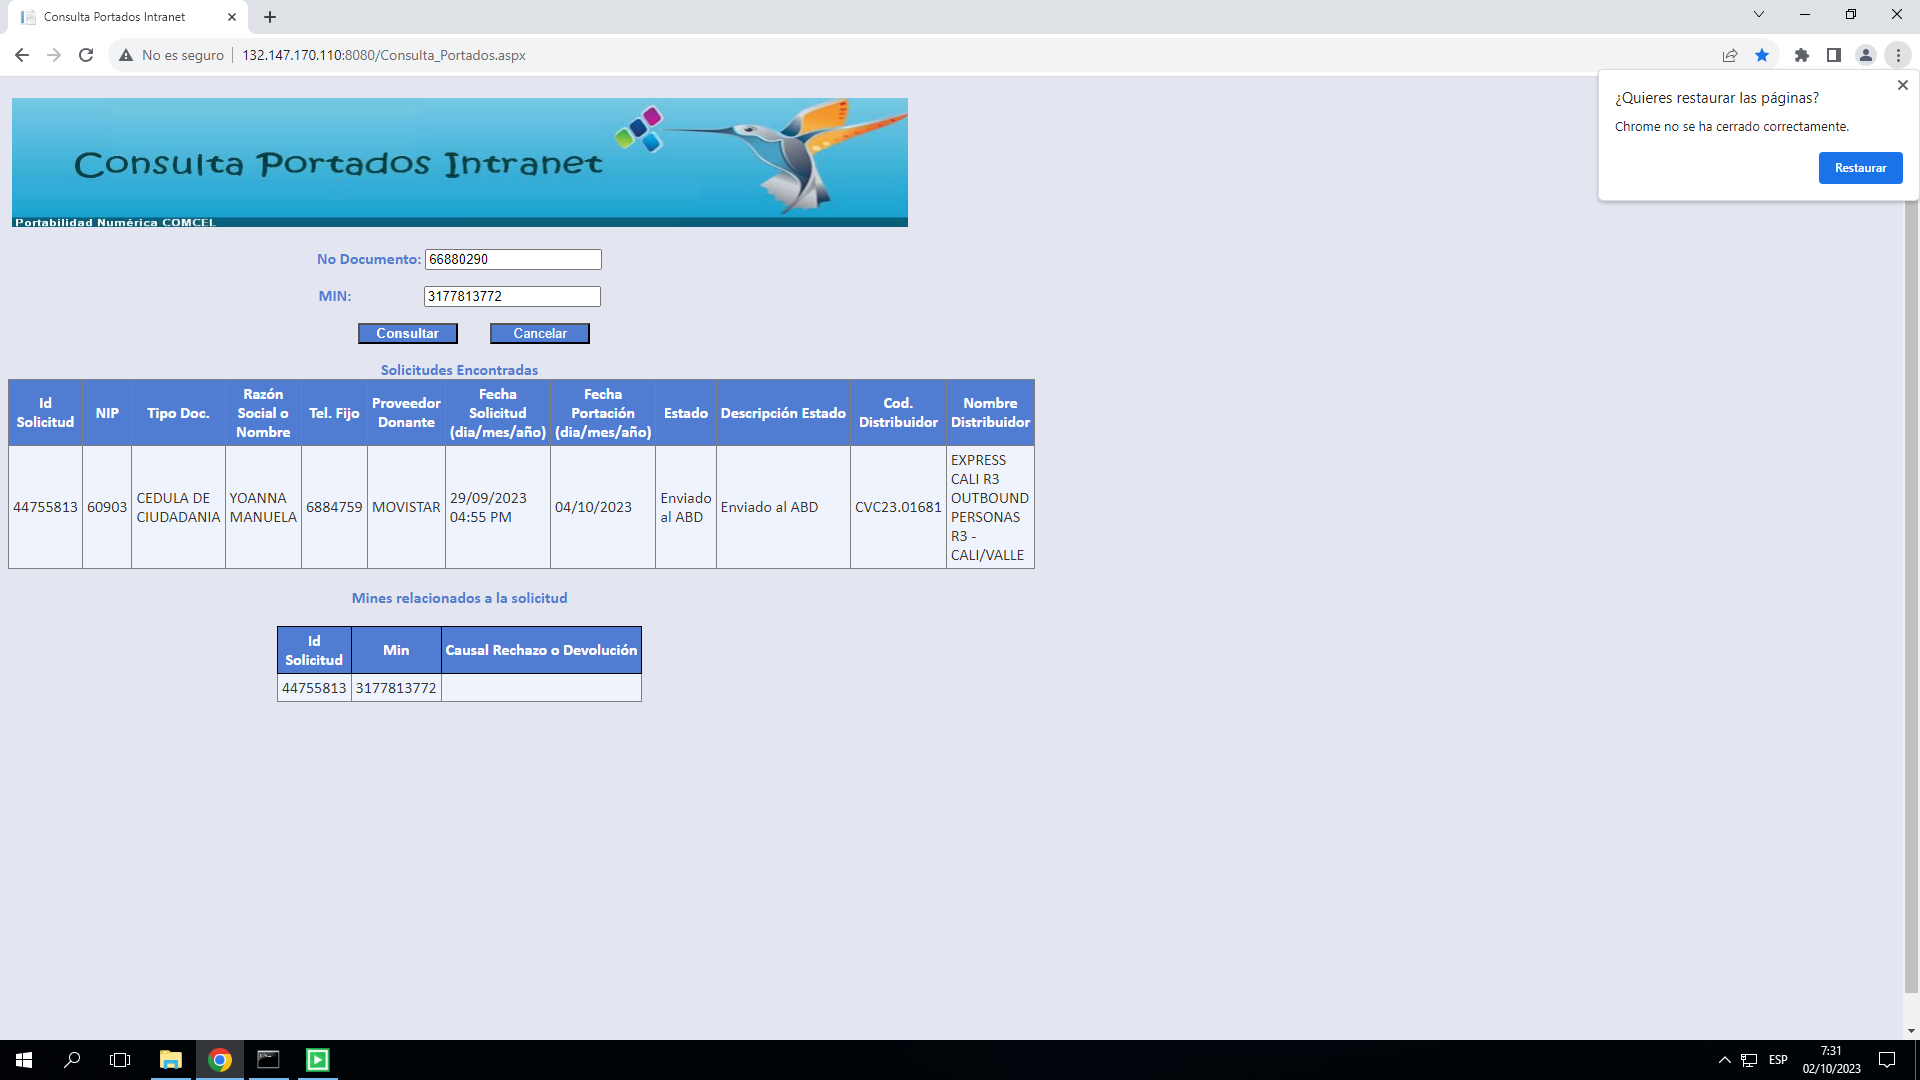 Consulta Portados Intranet
No es seguro
132.147.170.110:8080/Consulta_Portados.aspx
¿Quieres restaurar las páginas?
Chrome no se ha cerrado correctamente.
Restaurar
Consulta Portados Intranet
Portabilidad Numérica COMCEL
No Documento: 66880290
MIN: 3177813772
Consultar Cancelar
Solicitudes Encontradas
Id Solicitud NIP Tipo Doc. Razón Social o Nombre Tel. Fijo Proveedor Donante Fecha Solicitud (dia/mes/año) Fecha Portación (dia/mes/año) Estado Descripción Estado Cod. Distribuidor Nombre Distribuidor
44755813 60903 CEDULA DE CIUDADANIA YOANNA MANUELA 6884759 MOVISTAR 29/09/2023 04:55 PM 04/10/2023 Enviado al ABD Enviado al ABD CVC23.01681 EXPRESS CALI R3 OUTBOUND PERSONAS R3 - CALI/VALLE
Mines relacionados a la solicitud
Id Solicitud Min Causal Rechazo o Devolución
44755813 3177813772
ESP
7:31
02/10/2023